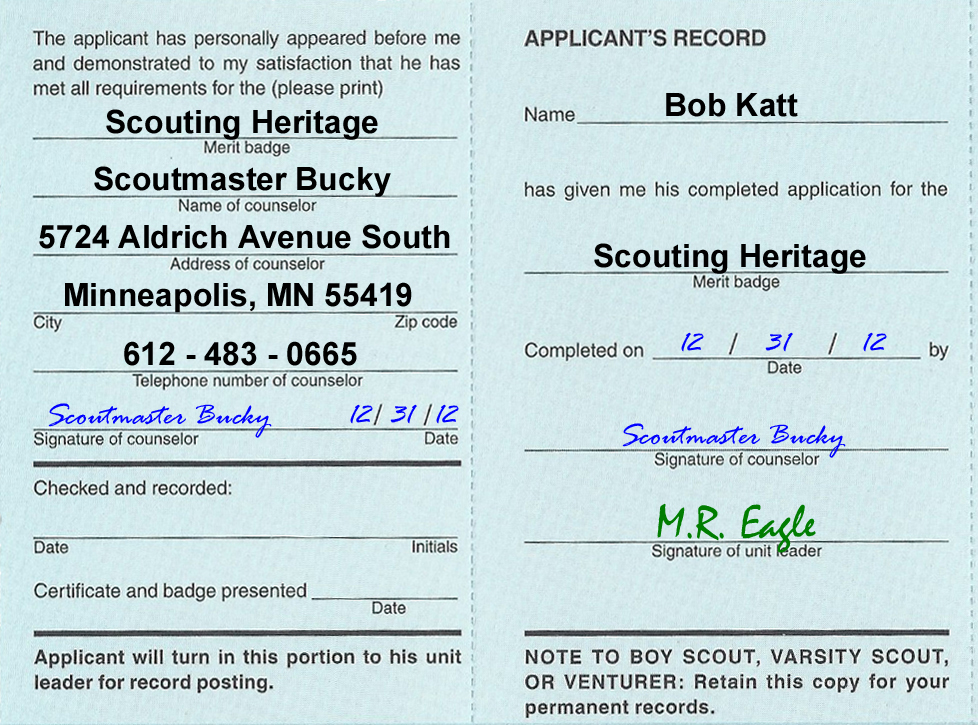 The applicant has personally appeared before me
and demonstrated to my satisfaction that he has
met all requirements for the (please print)
Scouting Heritage
Merit badge
Scoutmaster Bucky
Name of counselor
5724 Aldrich Avenue South
Address of counselor
Minneapolis, MN 55419
City Zip code
612 - 483 - 0665
Telephone number of counselor
Scoutmaster Bucky 12/ 31 /12
Signature of counselor Date
Checked and recorded:
Date Initials
Certificate and badge presented
Date
Applicant will turn in this portion to his unit
leader for record posting.
APPLICANT'S RECORD
Name Bob Katt
has given me his completed application for the
Scouting Heritage
Merit badge
Completed on 12 / 31 / 12 by
Date
Scoutmaster Bucky
Signature of counselor
M.R. Eagle
Signature of unit leader
NOTE TO BOY SCOUT, VARSITY SCOUT,
OR VENTURER: Retain this copy for your
permanent records.